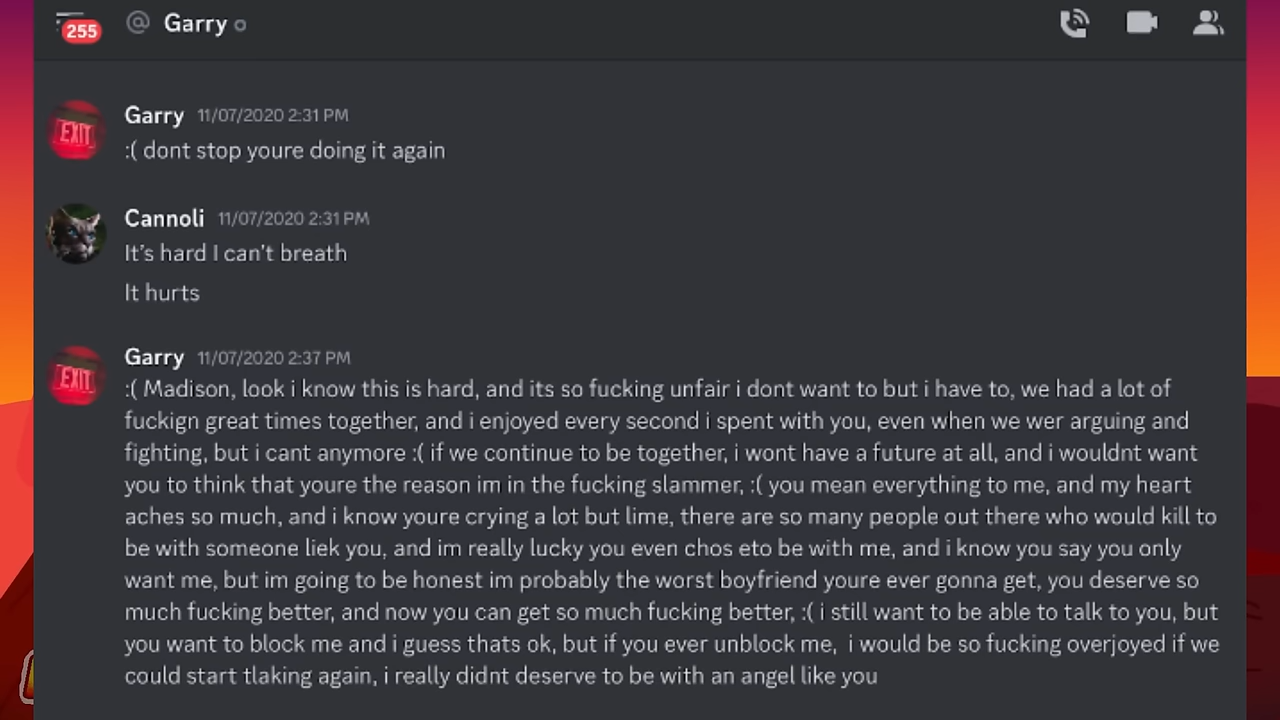 255
@ Garry
Garry 11/07/2020 2:31 PM
EXIT
:( dont stop youre doing it again
Cannoli 11/07/2020 2:31 PM
It's hard I can't breath
It hurts
Garry 11/07/2020 2:37 PM
EXIT
:( Madison, look i know this is hard, and its so fucking unfair i dont want to but i have to, we had a lot of
fuckign great times together, and i enjoyed every second i spent with you, even when we wer arguing and
fighting, but i cant anymore :( if we continue to be together, i wont have a future at all, and i wouldnt want
you to think that youre the reason im in the fucking slammer, :( you mean everything to me, and my heart
aches so much, and i know youre crying a lot but lime, there are so many people out there who would kill to
be with someone liek you, and im really lucky you even chos eto be with me, and i know you say you only
want me, but im going to be honest im probably the worst boyfriend youre ever gonna get, you deserve so
much fucking better, and now you can get so much fucking better, :( i still want to be able to talk to you, but
you want to block me and i guess thats ok, but if you ever unblock me,  i would be so fucking overjoyed if we
could start tlaking again, i really didnt deserve to be with an angel like you